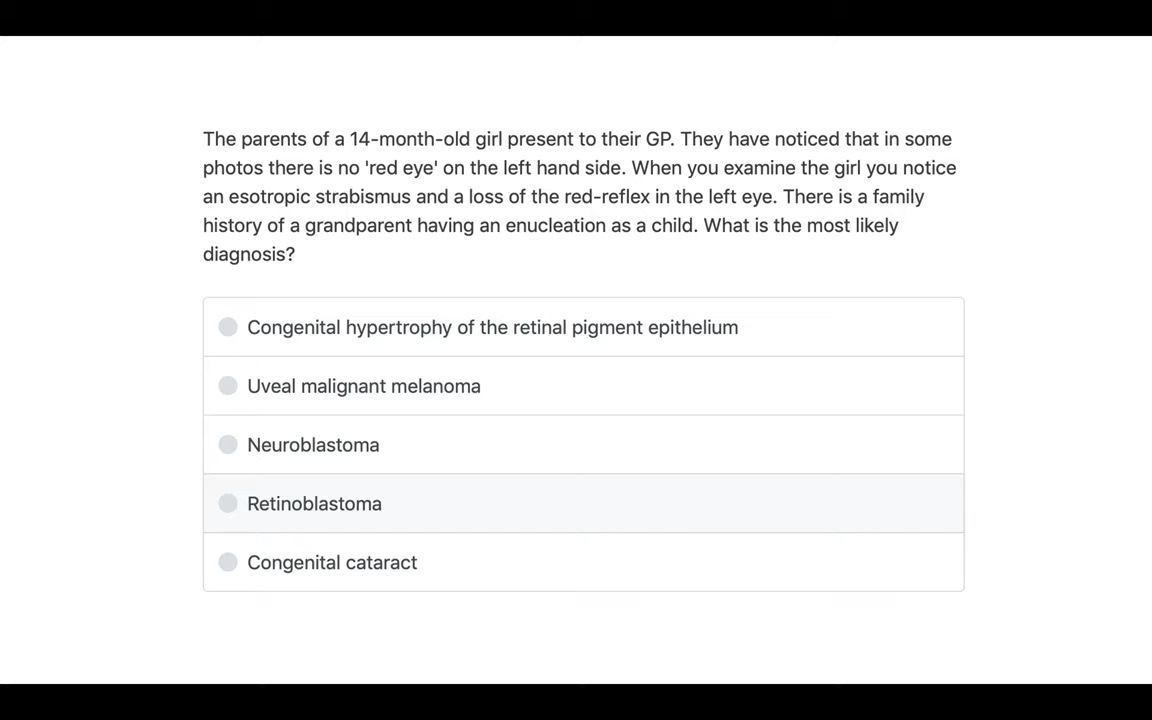 The parents of a 14-month-old girl present to their GP. They have noticed that in some
photos there is no 'red eye' on the left hand side. When you examine the girl you notice
an esotropic strabismus and a loss of the red-reflex in the left eye. There is a family
history of a grandparent having an enucleation as a child. What is the most likely
diagnosis?
Congenital hypertrophy of the retinal pigment epithelium
Uveal malignant melanoma
Neuroblastoma
Retinoblastoma
Congenital cataract